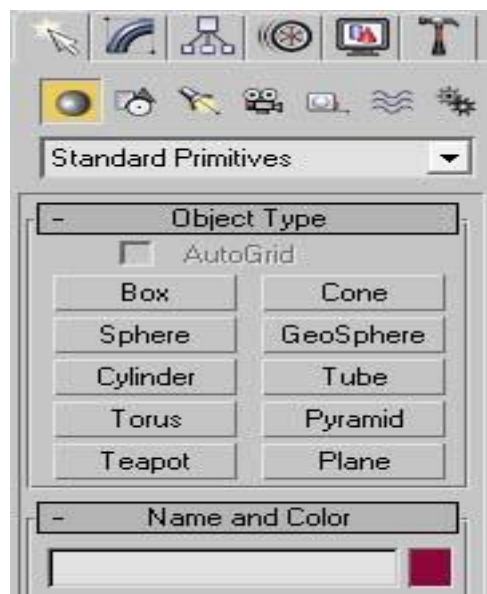 Standard Primitives
- Object Type
AutoGrid
Box Cone
Sphere GeoSphere
Cylinder Tube
Torus Pyramid
Teapot Plane
- Name and Color